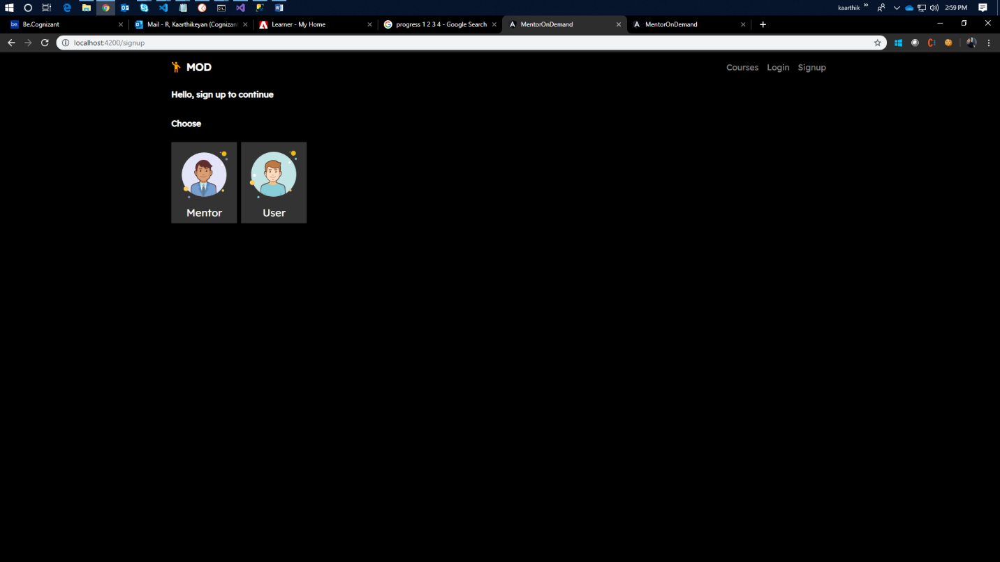 kaarthik » 2:59 PM
Be.Cognizant
Mail - R, Kaarthikeyan (Cognizant
Learner - My Home
progress 1 2 3 4 - Google Search
MentorOnDemand
MentorOnDemand
localhost:4200/signup
MOD
Courses Login Signup
Hello, sign up to continue
Choose
Mentor
User